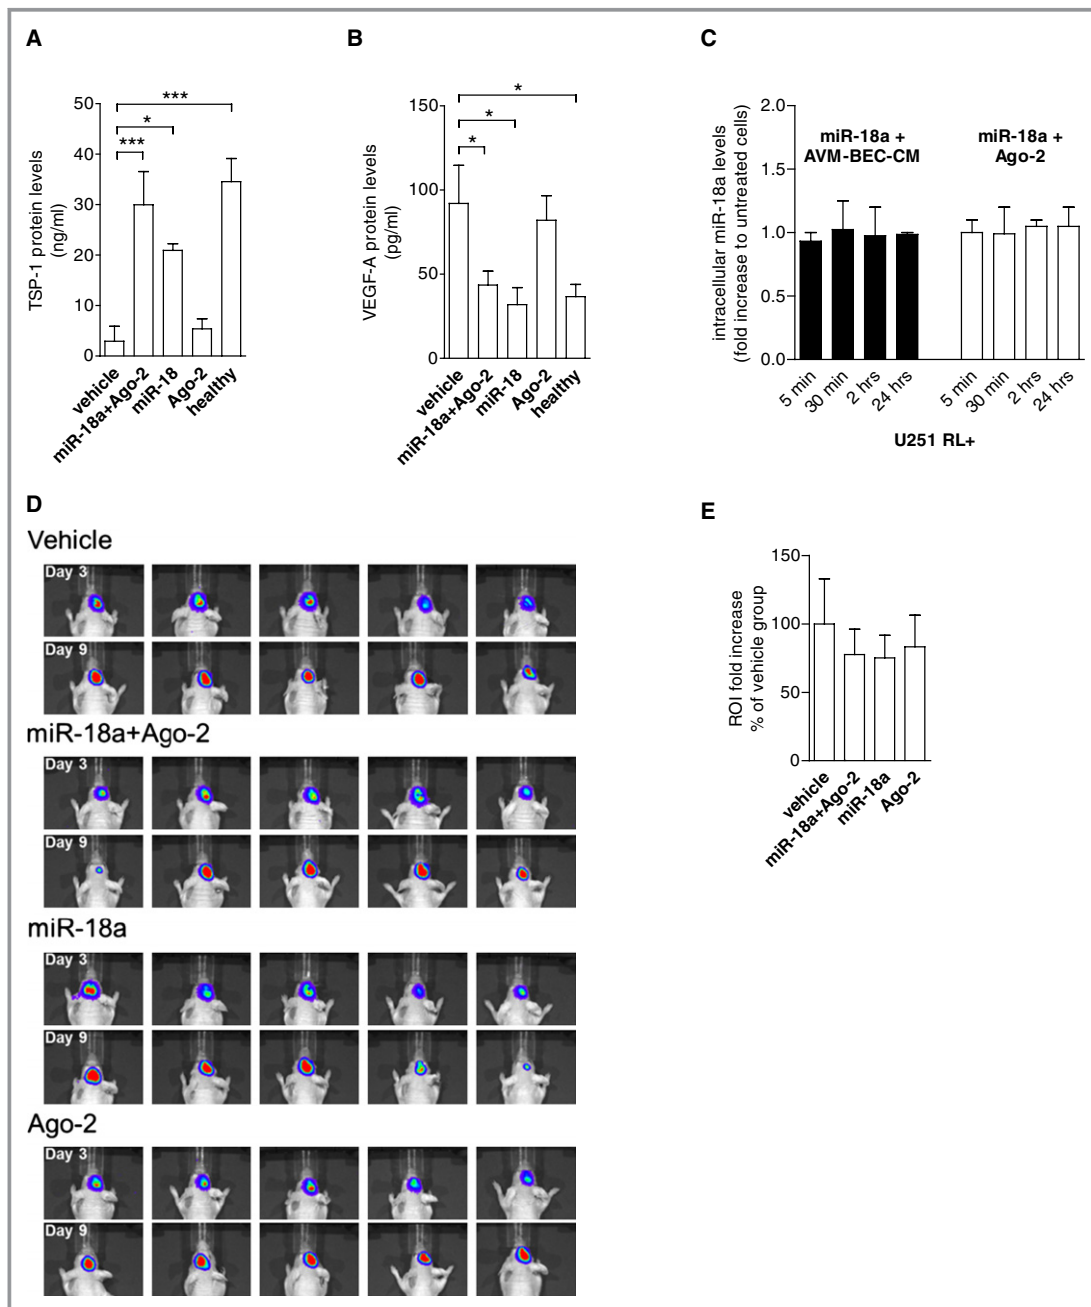 A
TSP-1 protein levels
(ng/ml)
50
40
30
20
10
0
***
*
***
vehicle
miR-18a+Ago-2
miR-18
Ago-2
healthy
B
VEGF-A protein levels
(pg/ml)
150
100
50
0
*
*
*
vehicle
miR-18a+Ago-2
miR-18
Ago-2
healthy
C
intracellular miR-18a levels
(fold increase to untreated cells)
2.0
1.5
1.0
0.5
0.0
miR-18a +
AVM-BEC-CM
miR-18a +
Ago-2
5 min
30 min
2 hrs
24 hrs
5 min
30 min
2 hrs
24 hrs
U251 RL+
D
Vehicle
Day 3
Day 9
miR-18a+Ago-2
Day 3
Day 9
miR-18a
Day 3
Day 9
Ago-2
Day 3
Day 9
E
ROI fold increase
% of vehicle group
150
100
50
0
vehicle
miR-18a+Ago-2
miR-18a
Ago-2